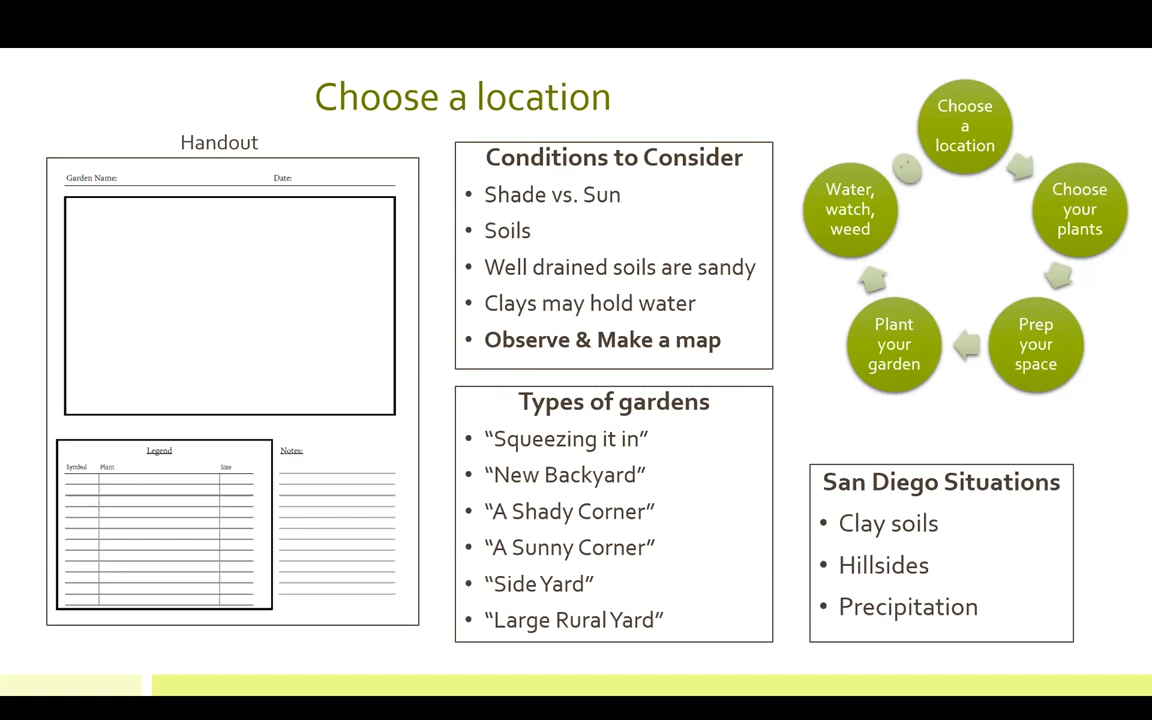 Choose a location
Handout
Garden Name: Date:
Legend
Symbol Plant Size
Notes:
Conditions to Consider
• Shade vs. Sun
• Soils
• Well drained soils are sandy
• Clays may hold water
• Observe & Make a map
Types of gardens
• “Squeezing it in”
• “New Backyard”
• “A Shady Corner”
• “A Sunny Corner”
• “Side Yard”
• “Large Rural Yard”
Choose
a
location
Choose
your
plants
Prep
your
space
Plant
your
garden
Water,
watch,
weed
San Diego Situations
• Clay soils
• Hillsides
• Precipitation